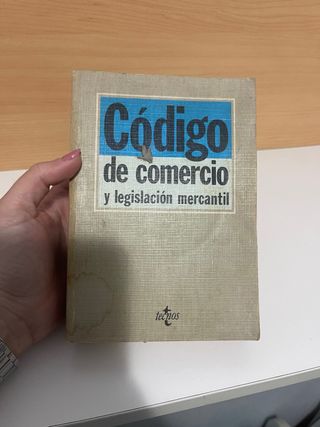 Código
de comercio
y legislación mercantil
tecnos